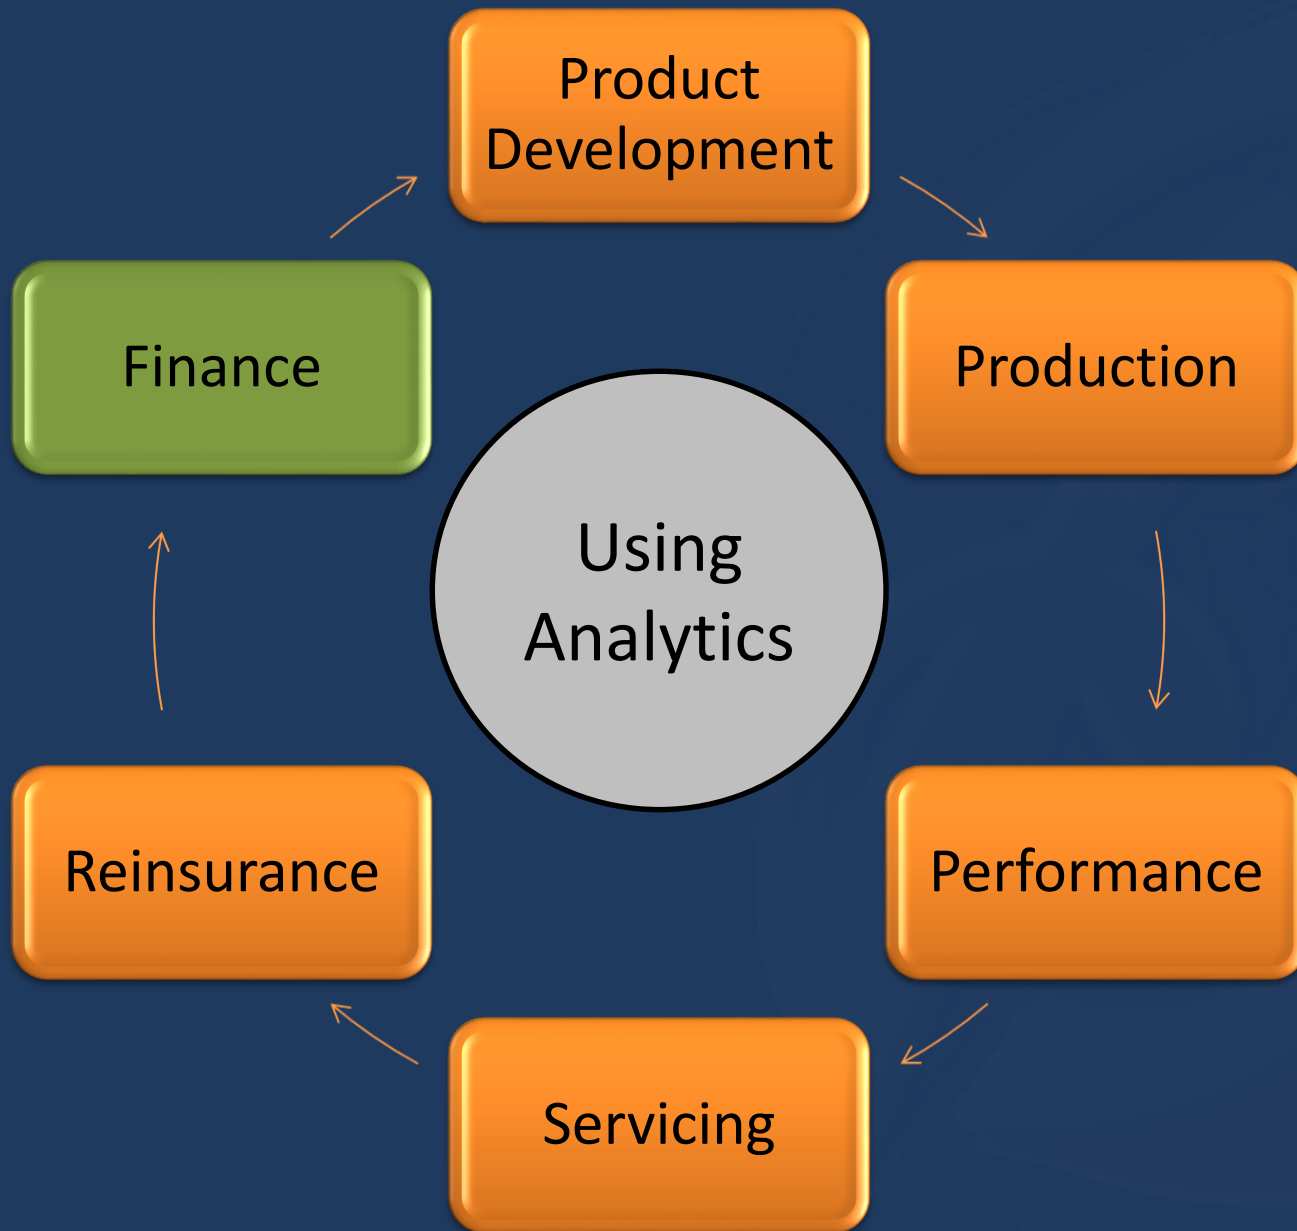 Product
Development
Finance
Production
Using
Analytics
Reinsurance
Performance
Servicing